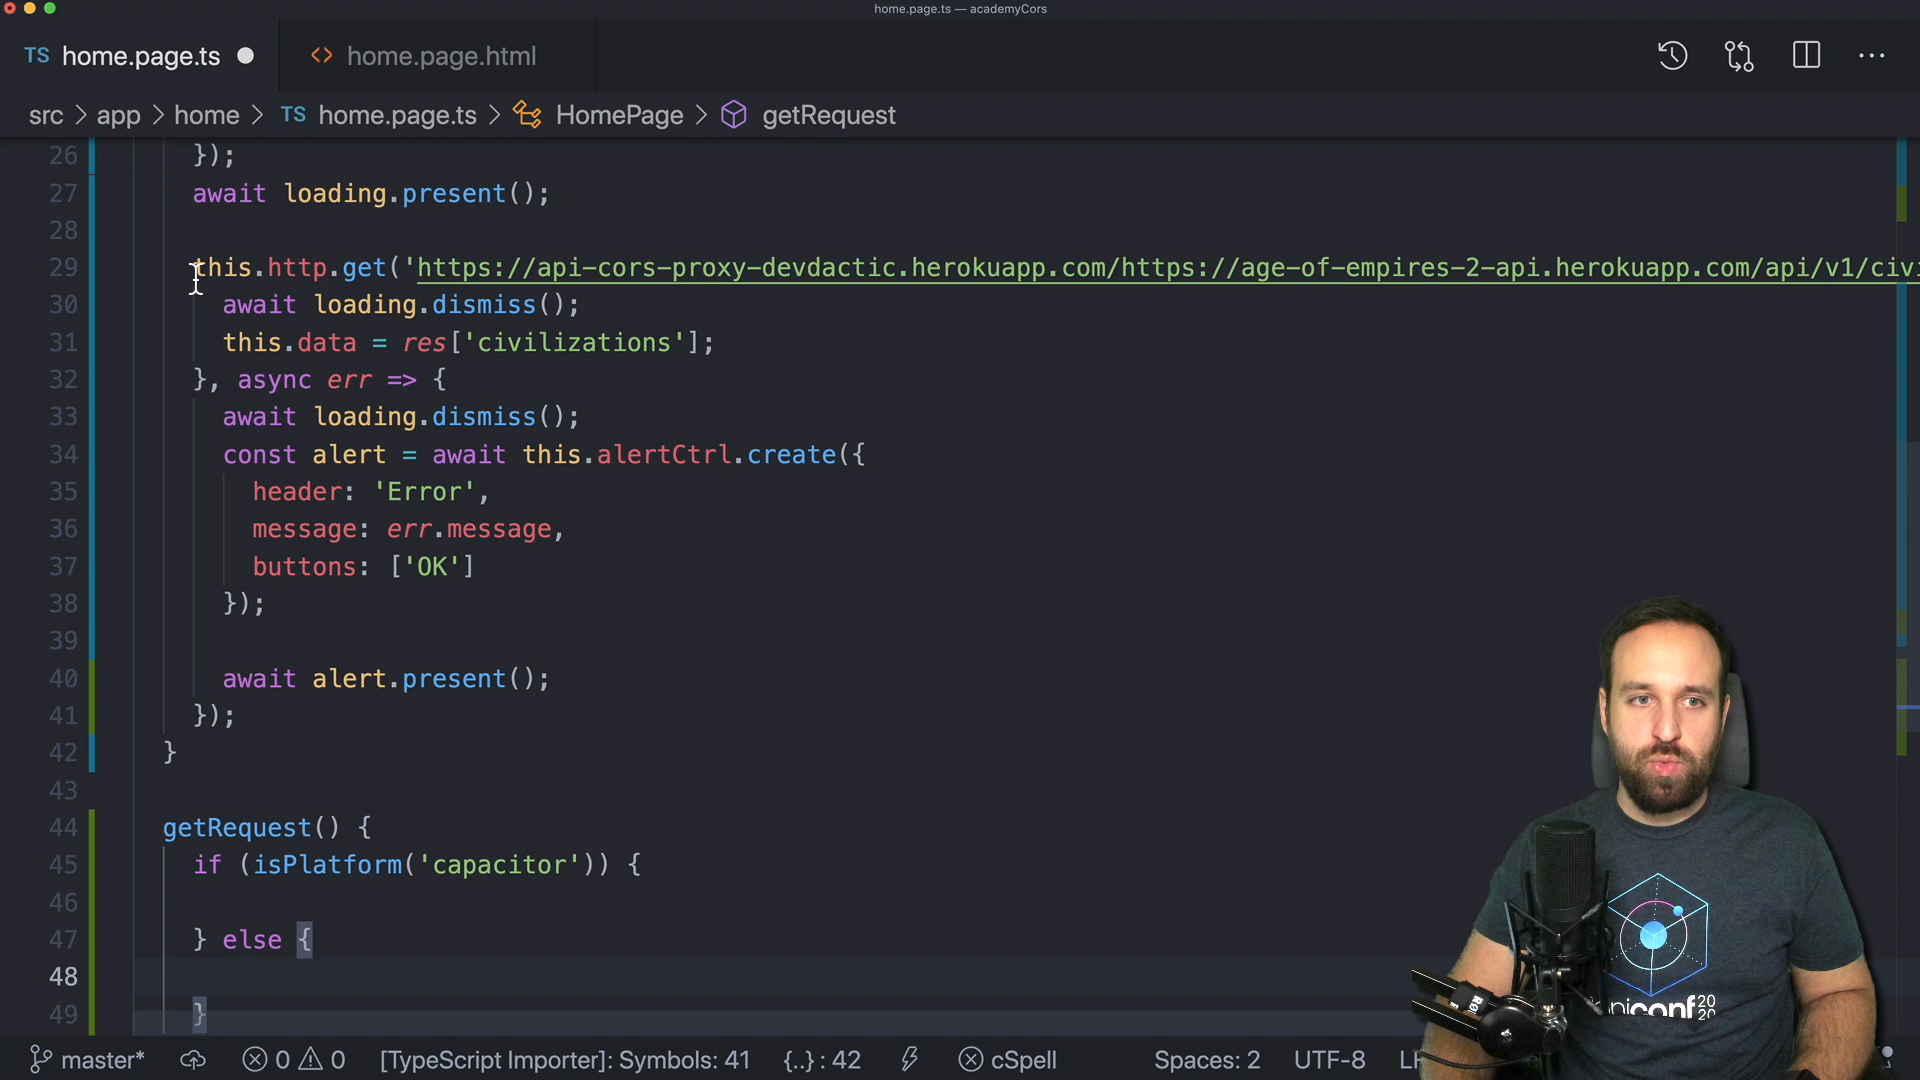 home.page.ts — academyCors
TS home.page.ts
<> home.page.html
src > app > home > TS home.page.ts > HomePage > getRequest
26 });
27 await loading.present();
28
29 this.http.get('https://api-cors-proxy-devdactic.herokuapp.com/https://age-of-empires-2-api.herokuapp.com/api/v1/civi
30 await loading.dismiss();
31 this.data = res['civilizations'];
32 }, async err => {
33 await loading.dismiss();
34 const alert = await this.alertCtrl.create({
35 header: 'Error',
36 message: err.message,
37 buttons: ['OK']
38 });
39
40 await alert.present();
41 });
42 }
43
44 getRequest() {
45 if (isPlatform('capacitor')) {
46
47 } else {
48
49 }
niconf 20 20
master* 0 0 [TypeScript Importer]: Symbols: 41 {..} : 42 cSpell Spaces: 2 UTF-8 LF